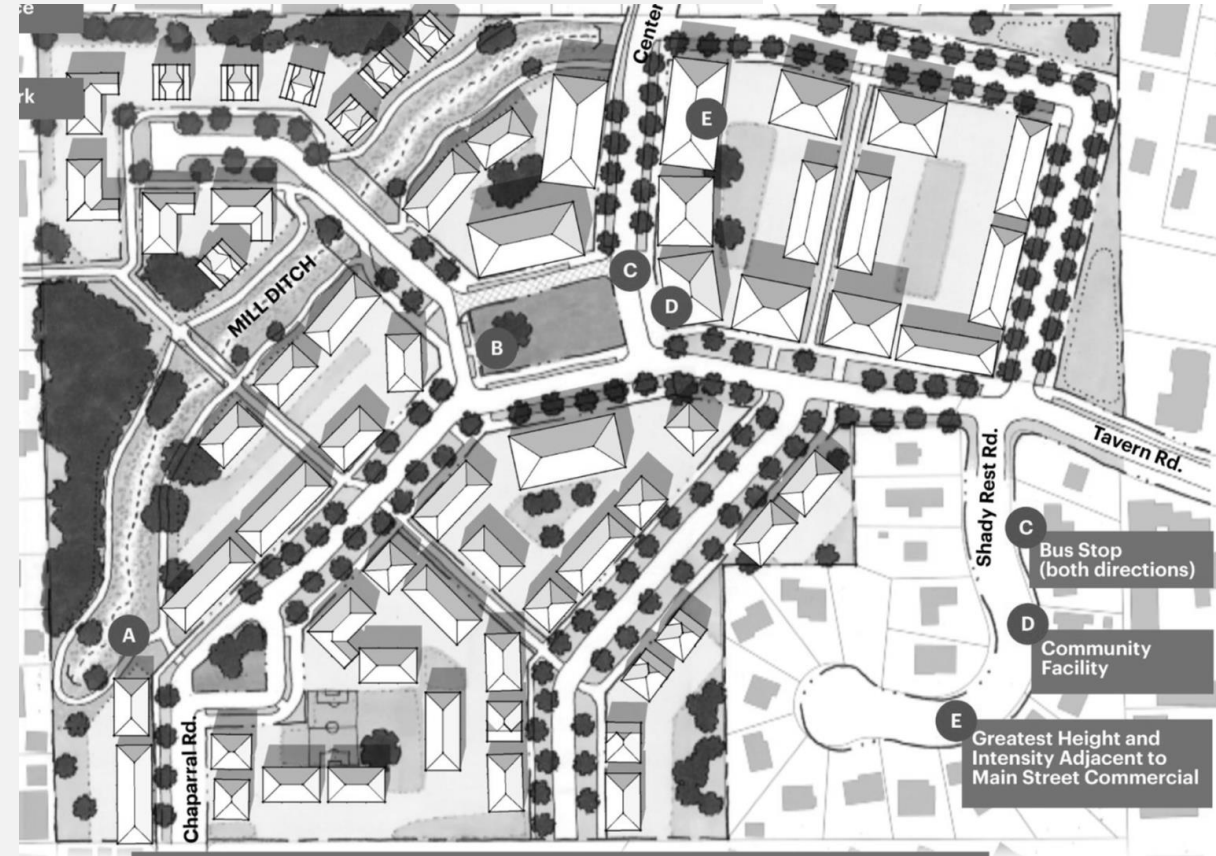 Center
E
C
D
B
MILL DITCH
Tavern Rd.
Shady Rest Rd.
C
Bus Stop
(both directions)
A
D
Community
Facility
E
Greatest Height and
Intensity Adjacent to
Main Street Commercial
Chaparral Rd.